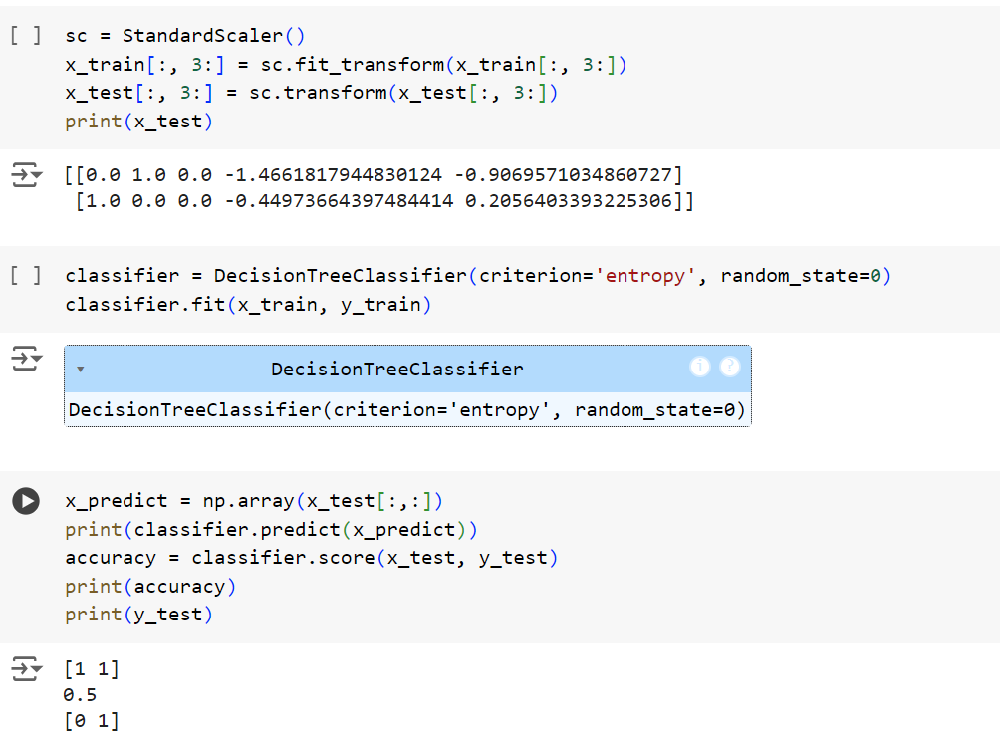 [ ] sc = StandardScaler()
x_train[:, 3:] = sc.fit_transform(x_train[:, 3:])
x_test[:, 3:] = sc.transform(x_test[:, 3:])
print(x_test)
[[0.0 1.0 0.0 -1.4661817944830124 -0.9069571034860727]
[1.0 0.0 0.0 -0.44973664397484414 0.2056403393225306]]
[ ] classifier = DecisionTreeClassifier(criterion='entropy', random_state=0)
classifier.fit(x_train, y_train)
DecisionTreeClassifier i ?
DecisionTreeClassifier(criterion='entropy', random_state=0)
x_predict = np.array(x_test[:,:])
print(classifier.predict(x_predict))
accuracy = classifier.score(x_test, y_test)
print(accuracy)
print(y_test)
[1 1]
0.5
[0 1]